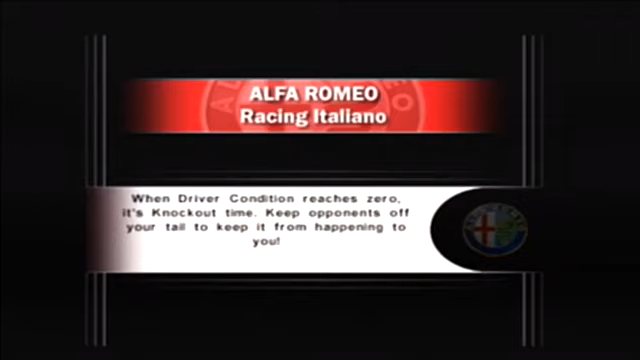 ALFA ROMEO
Racing Italiano
When Driver Condition reaches zero,
it's Knockout time. Keep opponents off
your tail to keep it from happening to
you!